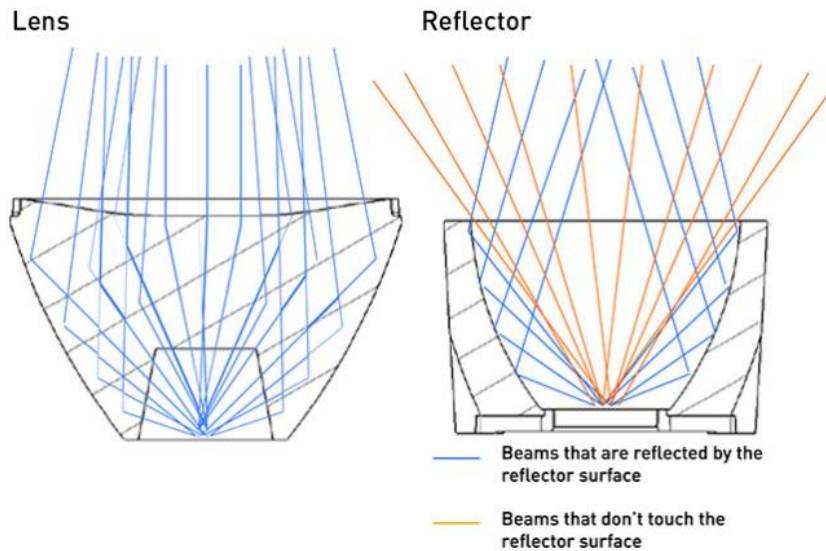 Lens
Reflector
Beams that are reflected by the
reflector surface
Beams that don't touch the
reflector surface